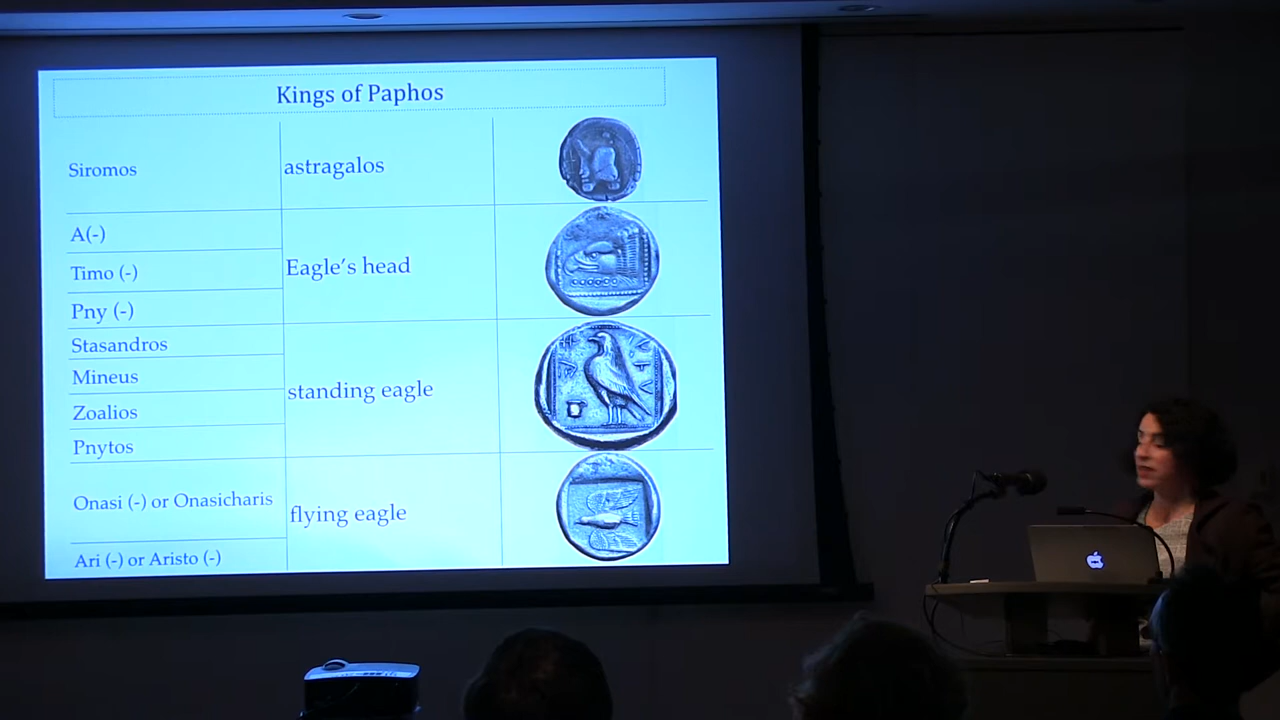 Kings of Paphos
Siromos
astragalos
A(-)
Timo (-)
Eagle's head
Pny (-)
Stasandros
Mineus
standing eagle
Zoalios
Pnytos
Onasi (-) or Onasicharis
flying eagle
Ari (-) or Aristo (-)